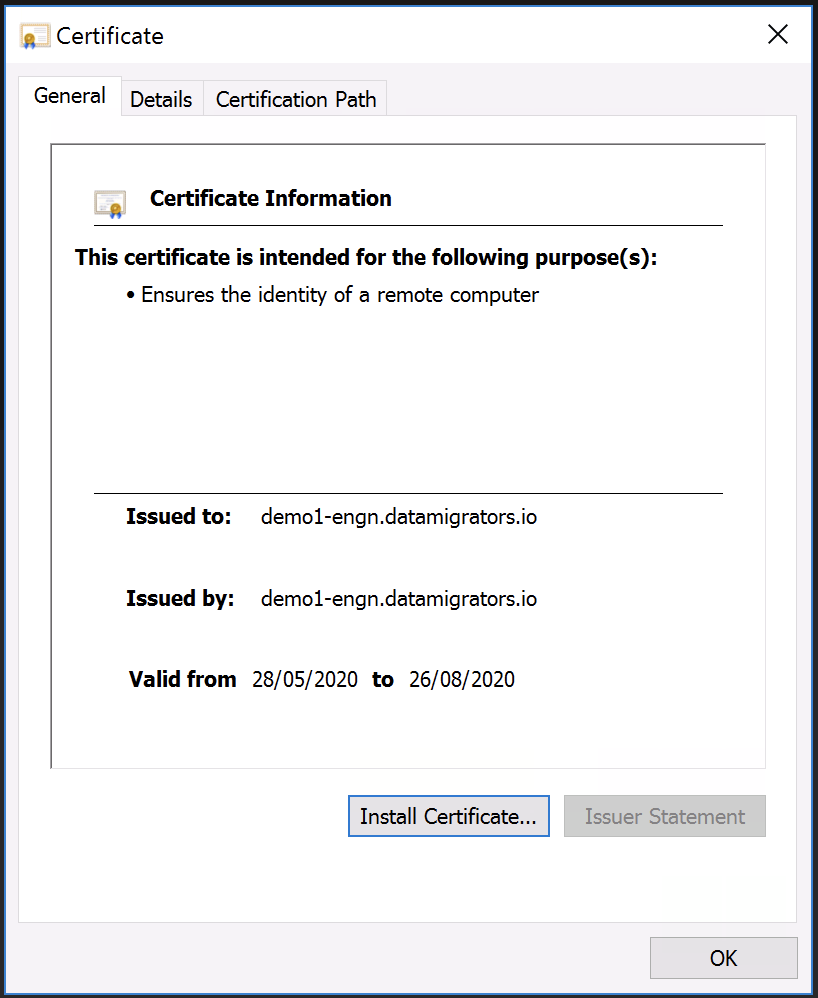 Certificate
General Details Certification Path
Certificate Information
This certificate is intended for the following purpose(s):
• Ensures the identity of a remote computer
Issued to: demo1-engn.datamigrators.io
Issued by: demo1-engn.datamigrators.io
Valid from 28/05/2020 to 26/08/2020
Install Certificate... Issuer Statement
OK